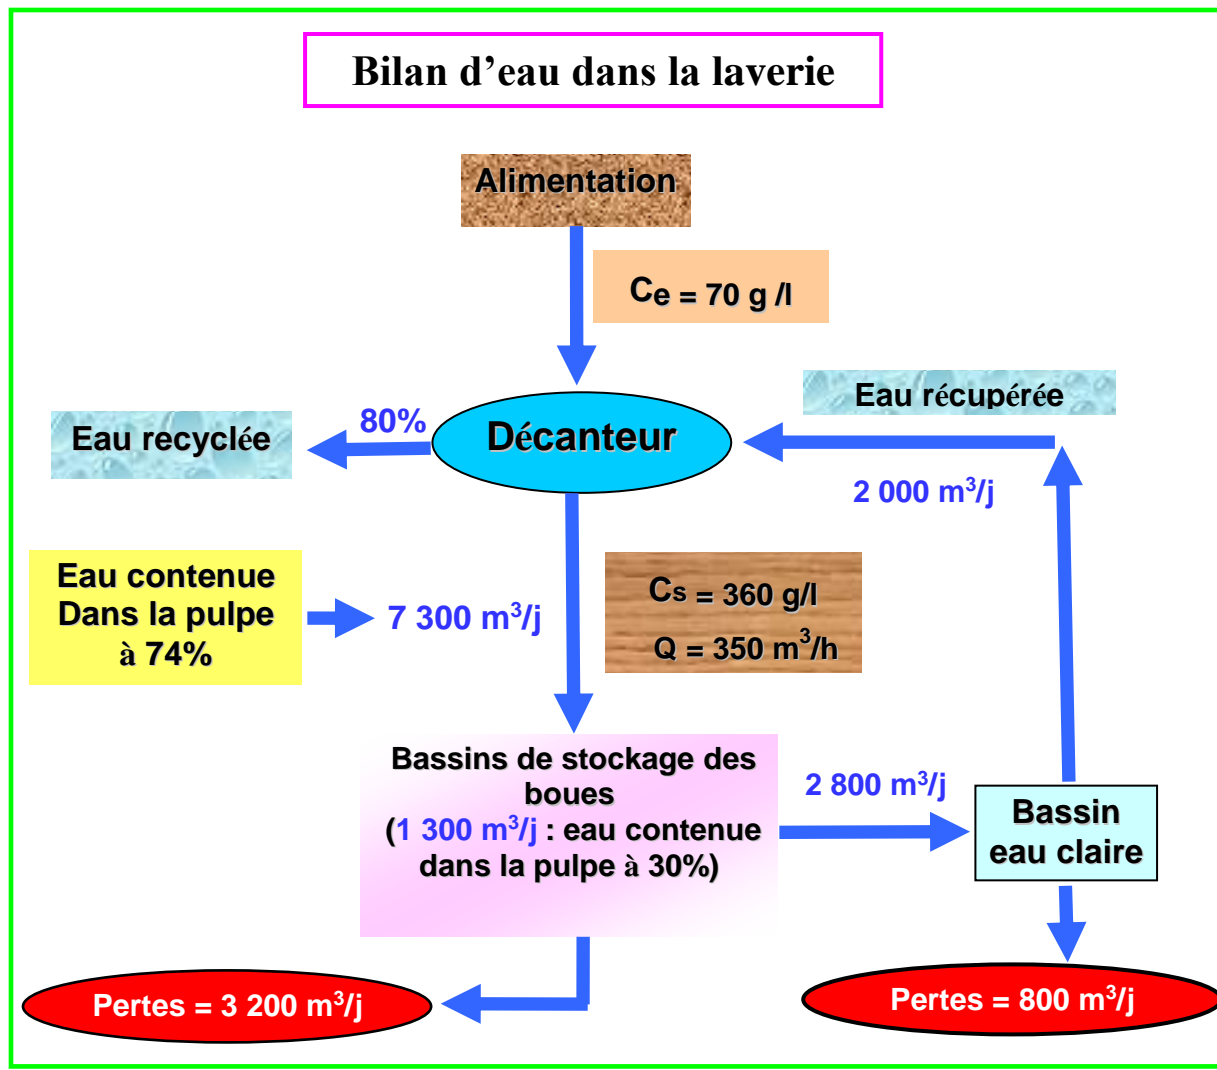 Bilan d’eau dans la laverie
Alimentation
Ce = 70 g /l
Eau récupérée
80%
Eau recyclée
Décanteur
2 000 m³/j
Eau contenue
Dans la pulpe
à 74%
7 300 m³/j
Cs = 360 g/l
Q = 350 m³/h
Bassins de stockage des
boues
(1 300 m³/j : eau contenue
dans la pulpe à 30%)
2 800 m³/j
Bassin
eau claire
Pertes = 3 200 m³/j
Pertes = 800 m³/j